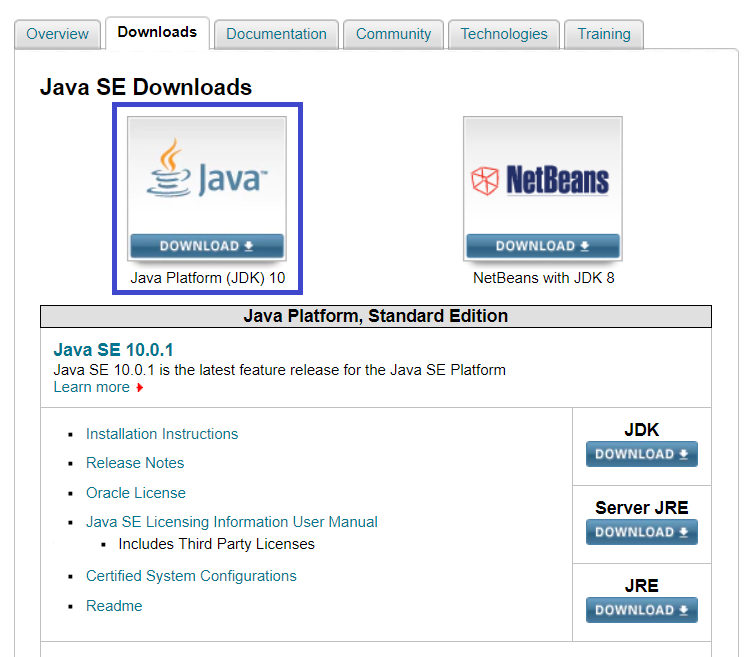 Overview Downloads Documentation Community Technologies Training
Java SE Downloads
Java™ NetBeans
DOWNLOAD DOWNLOAD
Java Platform (JDK) 10 NetBeans with JDK 8
Java Platform, Standard Edition
Java SE 10.0.1
Java SE 10.0.1 is the latest feature release for the Java SE Platform
Learn more
Installation Instructions
Release Notes
Oracle License
Java SE Licensing Information User Manual
Includes Third Party Licenses
Certified System Configurations
Readme
JDK
DOWNLOAD
Server JRE
DOWNLOAD
JRE
DOWNLOAD